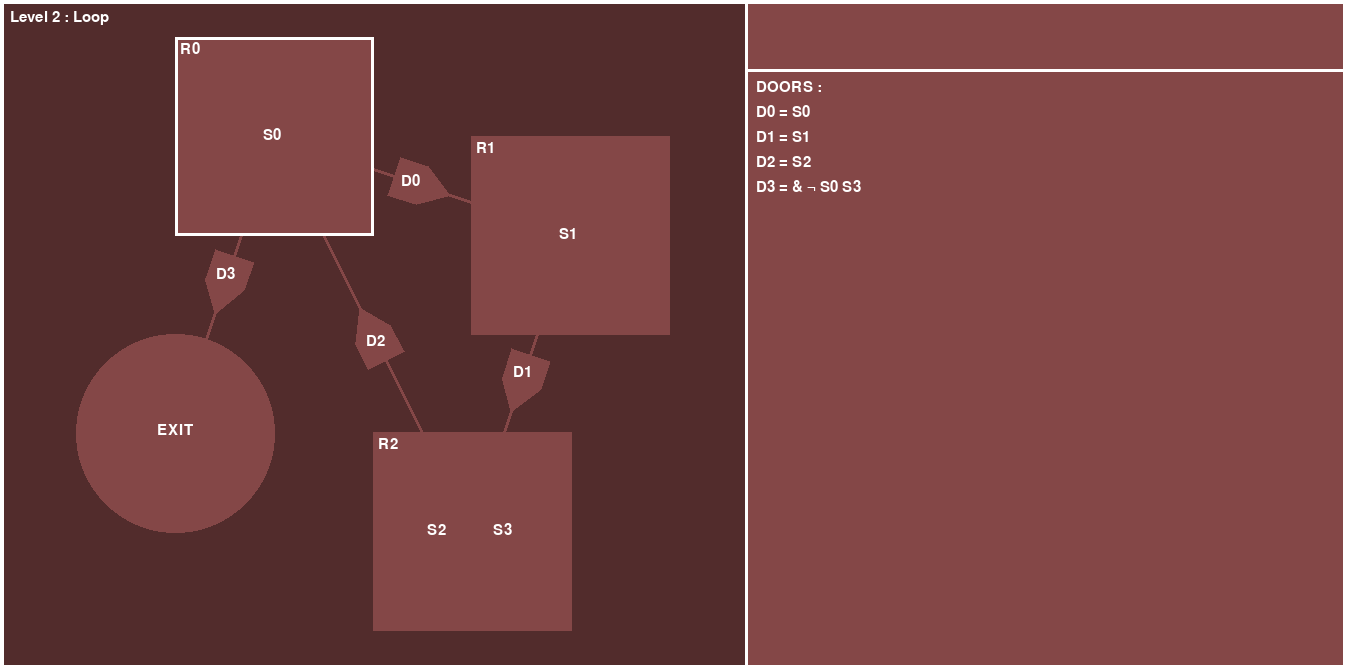 Level 2 : Loop
R0
S0
D0
R1
S1
D3
D2
D1
EXIT
R2
S2 S3
DOORS :
D0 = S0
D1 = S1
D2 = S2
D3 = & ¬ S0 S3